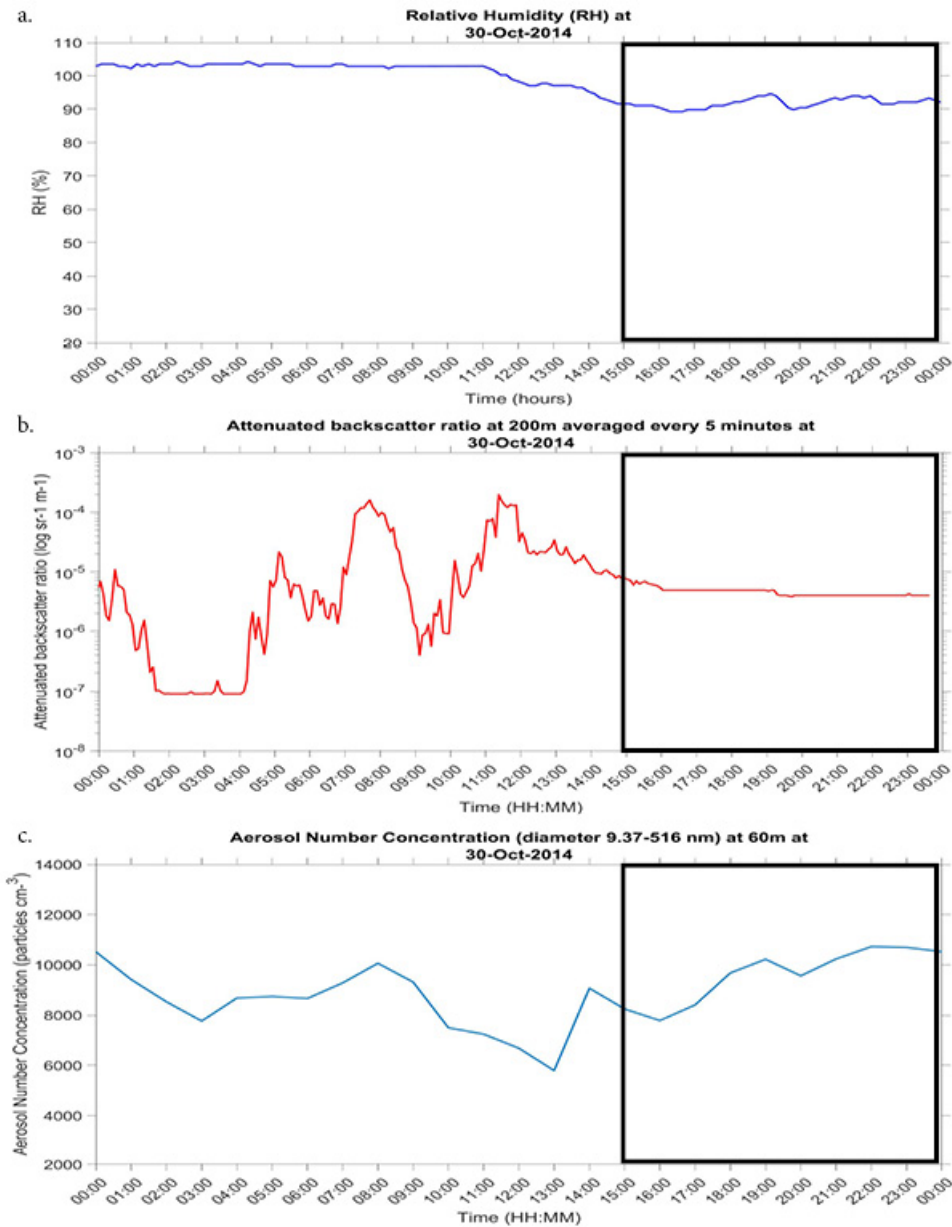 a.
Relative Humidity (RH) at
30-Oct-2014
110
100
90
80
70
60
50
40
30
20
RH (%)
00:00 01:00 02:00 03:00 04:00 05:00 06:00 07:00 08:00 09:00 10:00 11:00 12:00 13:00 14:00 15:00 16:00 17:00 18:00 19:00 20:00 21:00 22:00 23:00 00:00
Time (hours)
b.
Attenuated backscatter ratio at 200m averaged every 5 minutes at
30-Oct-2014
10-3
10-4
10-5
10-6
10-7
10-8
Attenuated backscatter ratio (log sr-1 m-1)
00:00 01:00 02:00 03:00 04:00 05:00 06:00 07:00 08:00 09:00 10:00 11:00 12:00 13:00 14:00 15:00 16:00 17:00 18:00 19:00 20:00 21:00 22:00 23:00 00:00
Time (HH:MM)
c.
Aerosol Number Concentration (diameter 9.37-516 nm) at 60m at
30-Oct-2014
14000
12000
10000
8000
6000
4000
2000
Aerosol Number Concentration (particles cm-3)
00:00 01:00 02:00 03:00 04:00 05:00 06:00 07:00 08:00 09:00 10:00 11:00 12:00 13:00 14:00 15:00 16:00 17:00 18:00 19:00 20:00 21:00 22:00 23:00 00:00
Time (HH:MM)